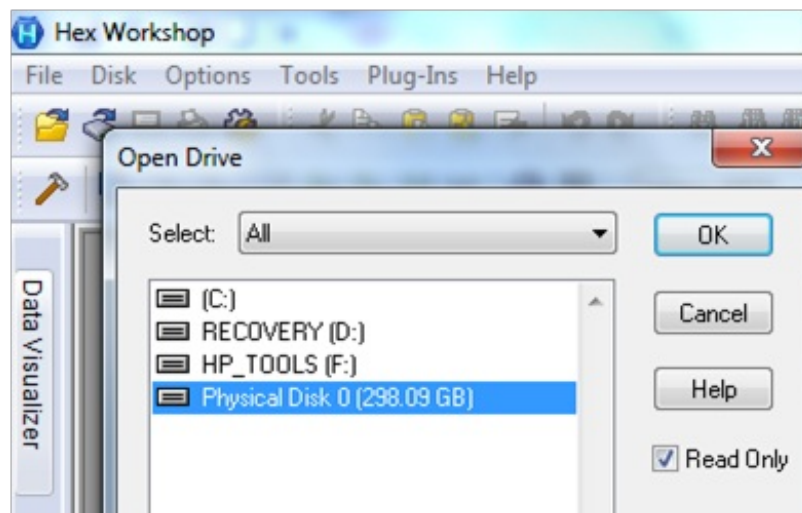 Hex Workshop
File Disk Options Tools Plug-Ins Help
Open Drive
Select: All
OK
(C:)
RECOVERY (D:)
HP_TOOLS (F:)
Physical Disk 0 (298.09 GB)
Cancel
Help
Read Only
Data Visualizer